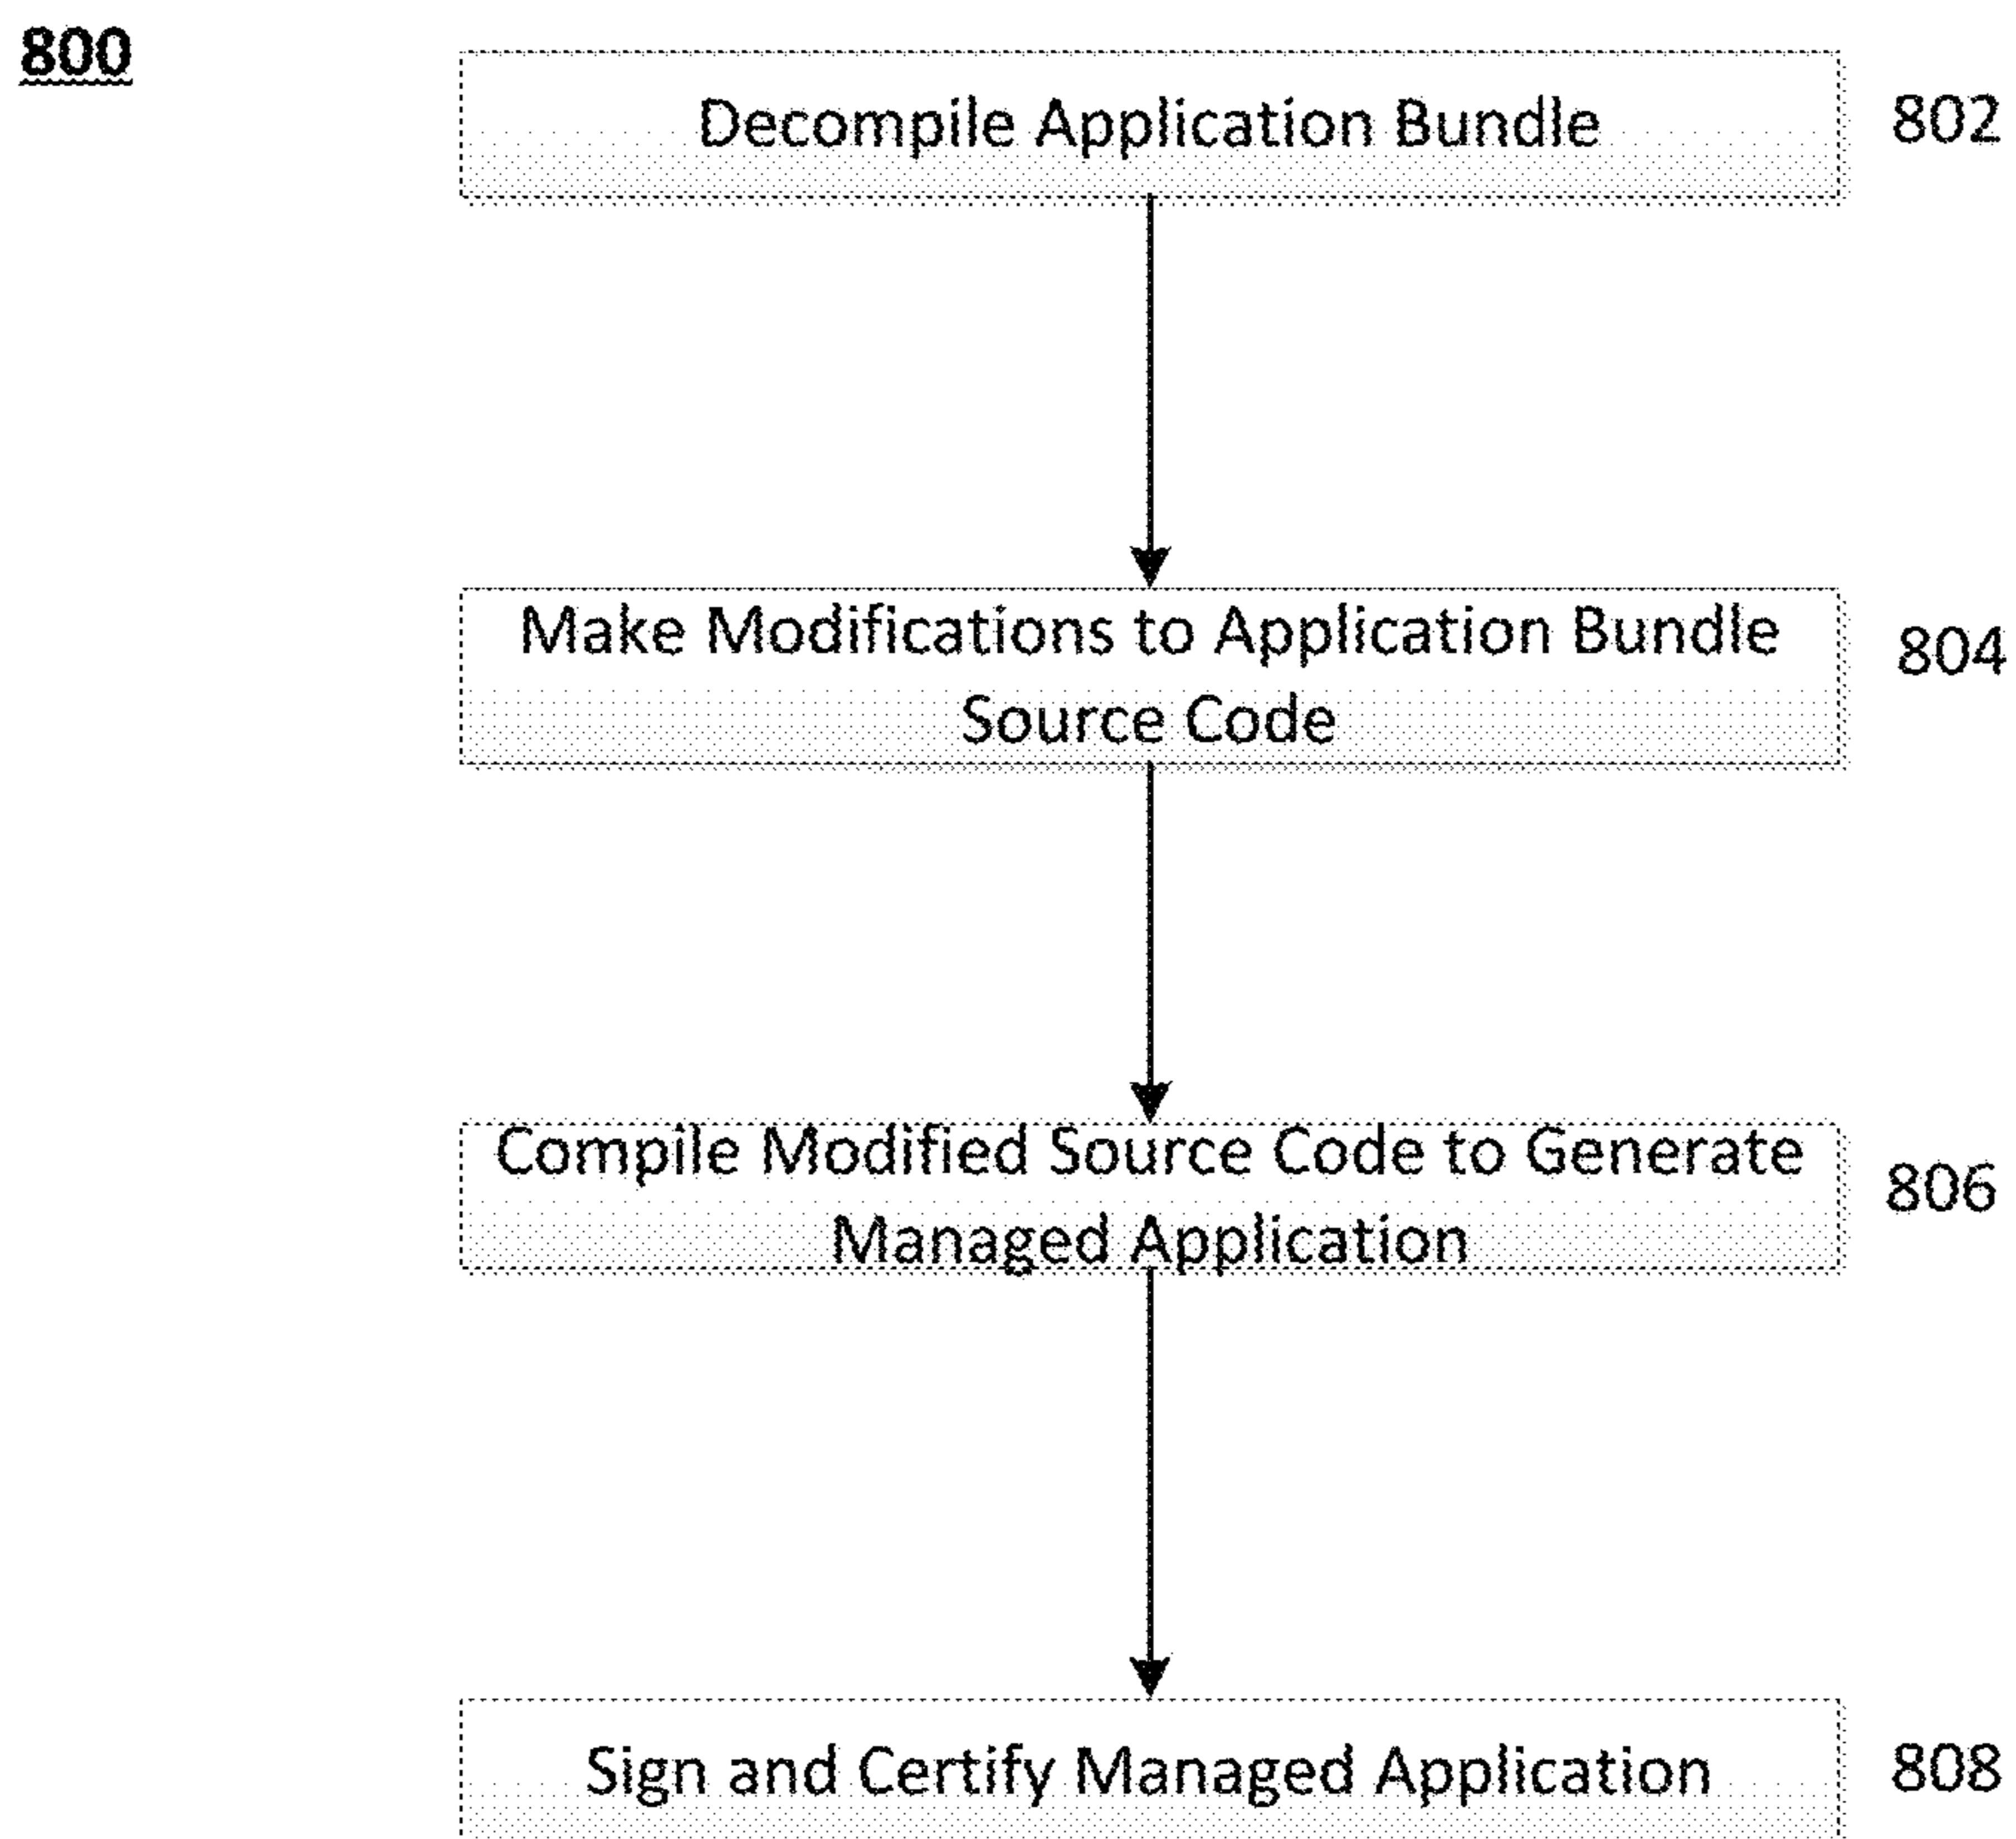 800
Decompile Application Bundle
802
Make Modifications to Application Bundle
Source Code
804
Compile Modified Source Code to Generate
Managed Application
806
Sign and Certify Managed Application
808